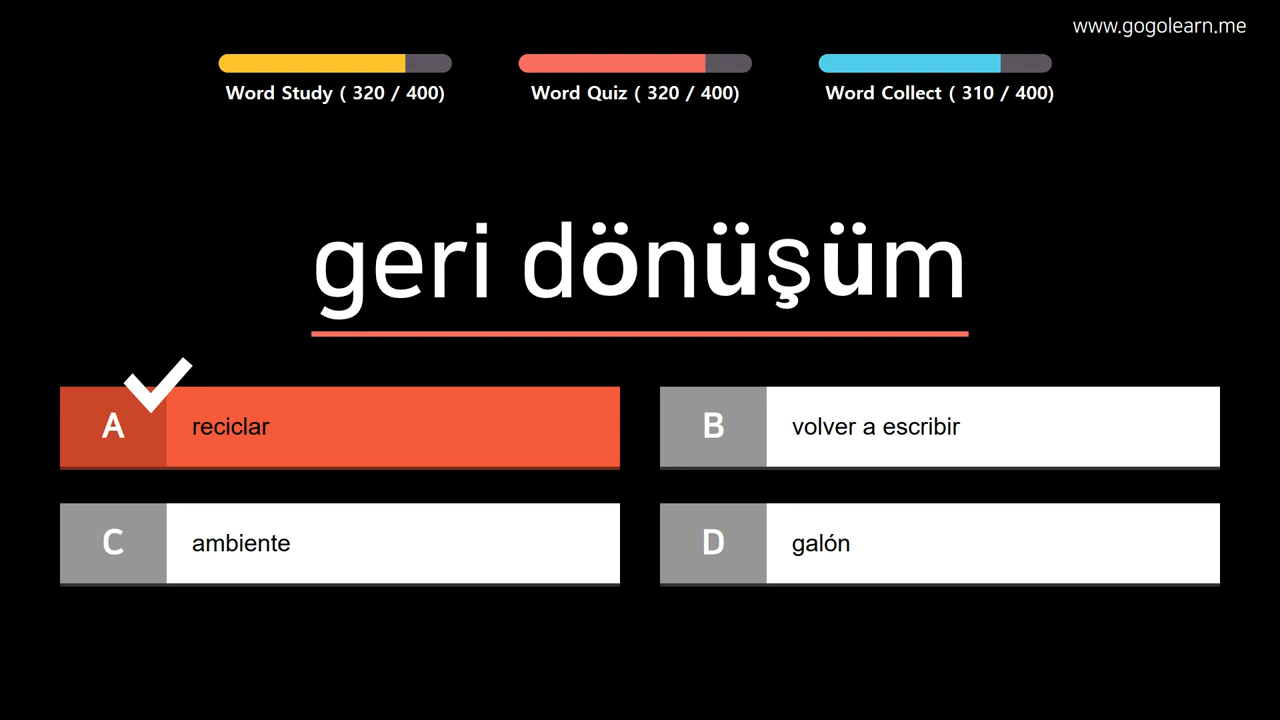 www.gogolearn.me
Word Study ( 320 / 400)
Word Quiz ( 320 / 400)
Word Collect ( 310 / 400)
geri dönüşüm
A reciclar
B volver a escribir
C ambiente
D galón